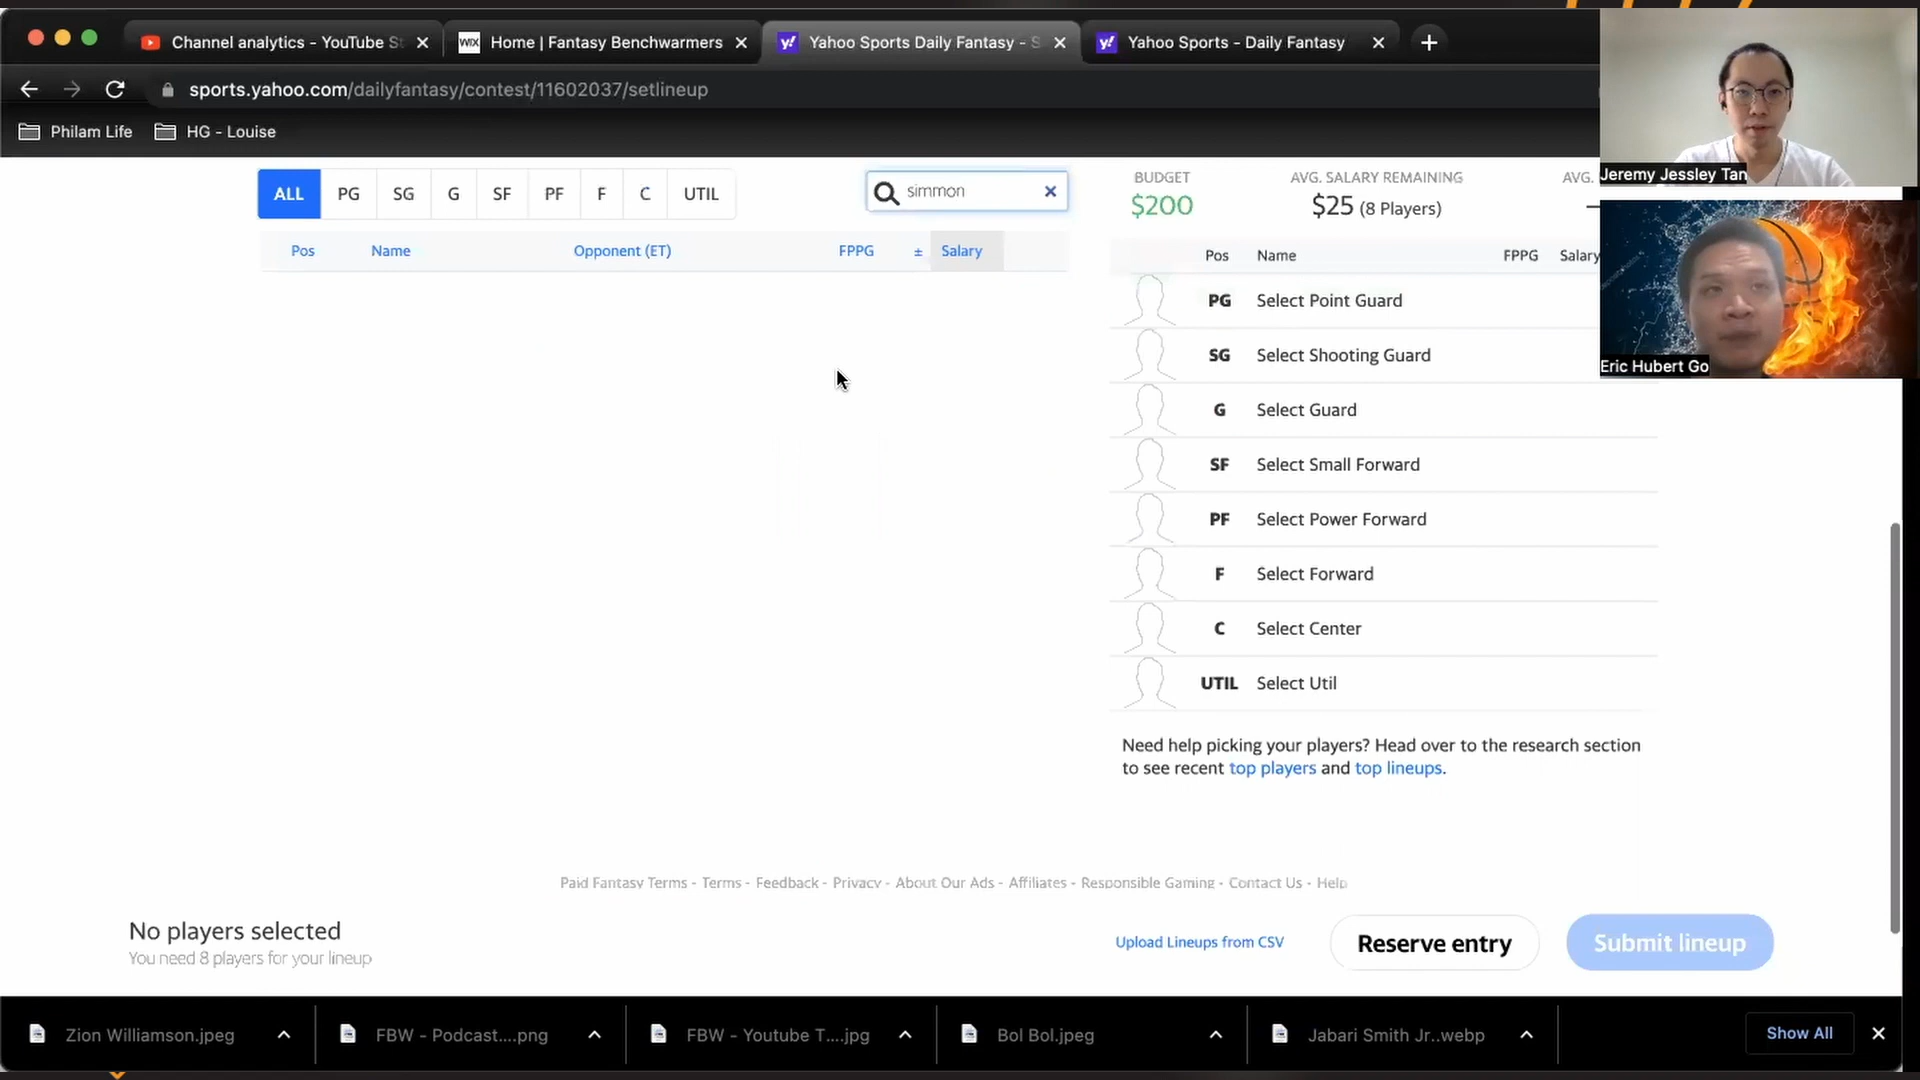 Channel analytics - YouTube St
Home | Fantasy Benchwarmers
Yahoo Sports Daily Fantasy - S
Yahoo Sports - Daily Fantasy
sports.yahoo.com/dailyfantasy/contest/11602037/setlineup
Philam Life
HG - Louise
Jeremy Jessley Tan
Eric Hubert Go
ALL PG SG G SF PF F C UTIL
simmon
Pos Name Opponent (ET) FPPG ± Salary
BUDGET
$200
AVG. SALARY REMAINING
$25 (8 Players)
AVG.
Pos Name FPPG Salary
PG Select Point Guard
SG Select Shooting Guard
G Select Guard
SF Select Small Forward
PF Select Power Forward
F Select Forward
C Select Center
UTIL Select Util
Need help picking your players? Head over to the research section
to see recent top players and top lineups.
Paid Fantasy Terms - Terms - Feedback - Privacy - About Our Ads - Affiliates - Responsible Gaming - Contact Us - Help
No players selected
You need 8 players for your lineup
Upload Lineups from CSV
Reserve entry
Submit lineup
Zion Williamson.jpeg
FBW - Podcast....png
FBW - Youtube T....jpg
Bol Bol.jpeg
Jabari Smith Jr..webp
Show All